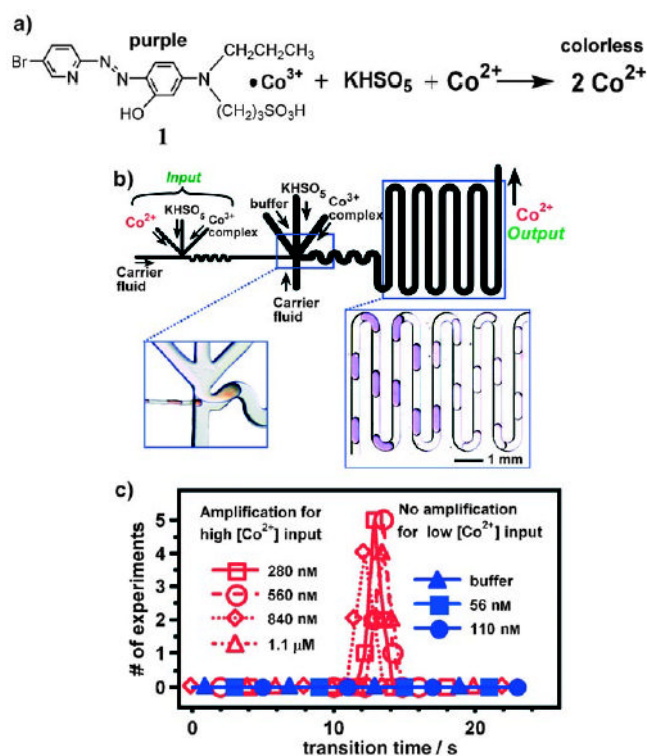 a)
purple
colorless
Br
N
N
N
CH₂CH₂CH₃
(CH₂)₃SO₃H
HO
•Co³⁺ + KHSO₅ + Co²⁺ → 2 Co²⁺
1
b)
Input
Co²⁺
KHSO₅
Co³⁺
complex
Carrier
fluid
buffer
KHSO₅
Co³⁺
complex
Carrier
fluid
Co²⁺
Output
1 mm
c)
Amplification for
high [Co²⁺] input
280 nM
560 nM
840 nM
1.1 μM
No amplification
for low [Co²⁺] input
buffer
56 nM
110 nM
# of experiments
5
4
3
2
1
0
0
10
20
transition time / s